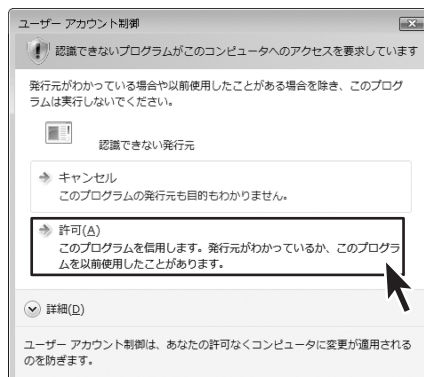 ユーザー アカウント制御
認識できないプログラムがこのコンピュータへのアクセスを要求しています
発行元がわかっている場合や以前使用したことがある場合を除き、このプログ
ラムは実行しないでください。
認識できない発行元
キャンセル
このプログラムの発行元も目的もわかりません。
許可(A)
このプログラムを信用します。発行元がわかっているか、このプログラ
ムを以前使用したことがあります。
詳細(D)
ユーザー アカウント制御は、あなたの許可なくコンピュータに変更が適用される
のを防ぎます。